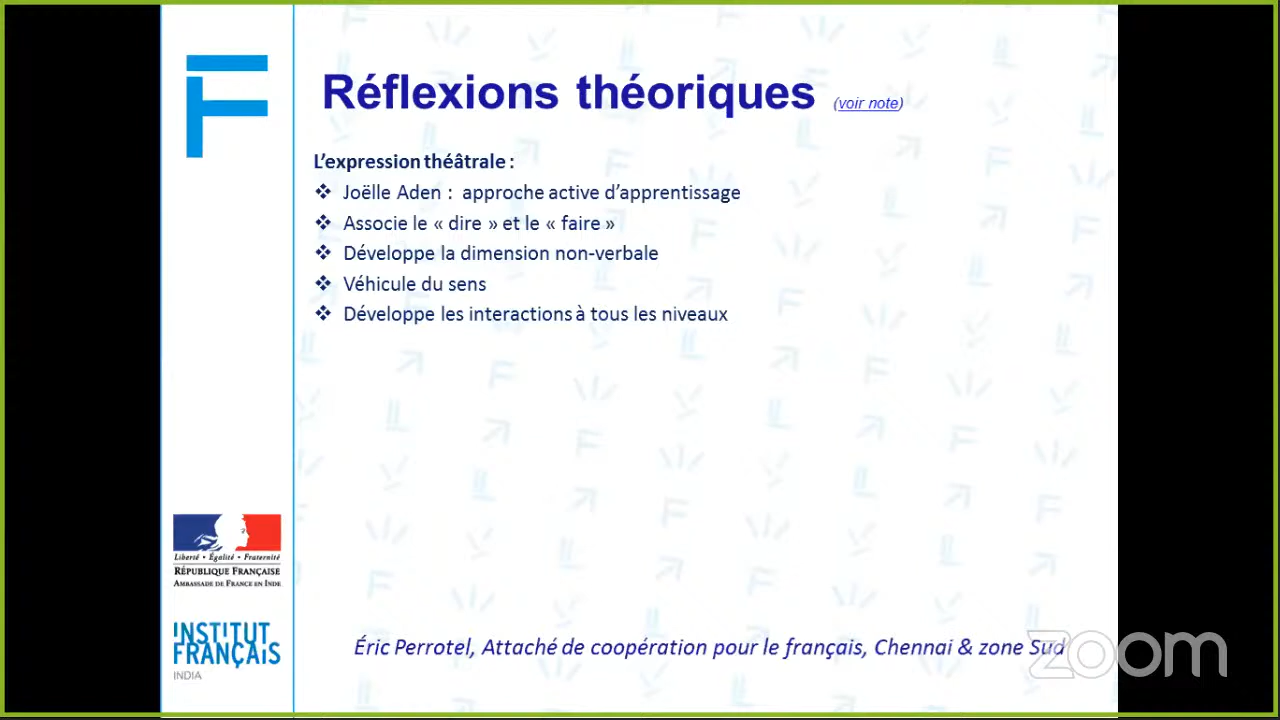 Réflexions théoriques (voir note)
L’expression théâtrale :
❖ Joëlle Aden : approche active d’apprentissage
❖ Associe le « dire » et le « faire »
❖ Développe la dimension non-verbale
❖ Véhicule du sens
❖ Développe les interactions à tous les niveaux
Liberté • Égalité • Fraternité
RÉPUBLIQUE FRANÇAISE
AMBASSADE DE FRANCE EN INDE
INSTITUT
FRANÇAIS
INDIA
Éric Perrotel, Attaché de coopération pour le français, Chennai & zone Sud
zoom